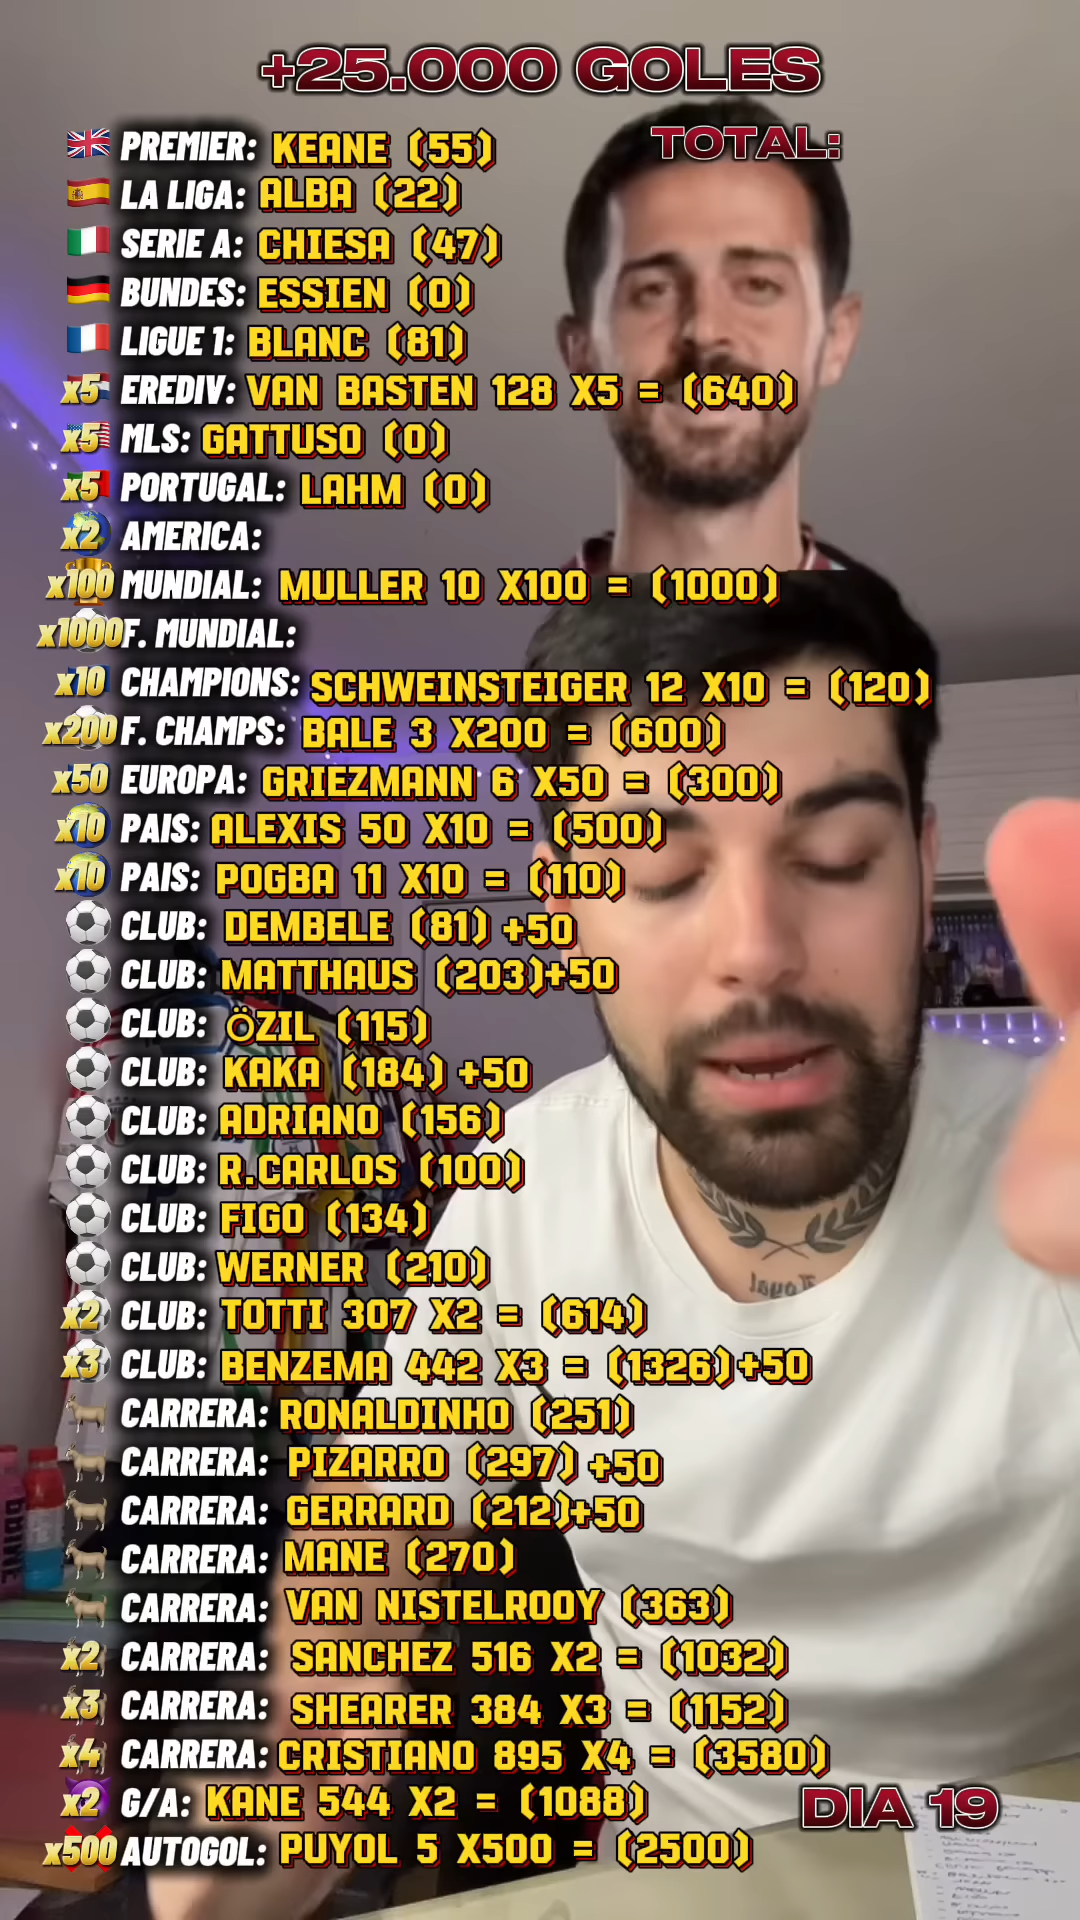 +25.000 GOLES
TOTAL:
PREMIER: KEANE (55)
LA LIGA: ALBA (22)
SERIE A: CHIESA (47)
BUNDES: ESSIEN (0)
LIGUE 1: BLANC (81)
x5 EREDIV: VAN BASTEN 128 X5 = (640)
x5 MLS: GATTUSO (0)
x5 PORTUGAL: LAHM (0)
x2 AMERICA:
x100 MUNDIAL: MULLER 10 X100 = (1000)
x1000 F. MUNDIAL:
x10 CHAMPIONS: SCHWEINSTEIGER 12 X10 = (120)
x200 F. CHAMPS: BALE 3 X200 = (600)
x50 EUROPA: GRIEZMANN 6 X50 = (300)
x10 PAIS: ALEXIS 50 X10 = (500)
x10 PAIS: POGBA 11 X10 = (110)
CLUB: DEMBELE (81) +50
CLUB: MATTHAUS (203)+50
CLUB: ÖZIL (115)
CLUB: KAKA (184) +50
CLUB: ADRIANO (156)
CLUB: R.CARLOS (100)
CLUB: FIGO (134)
CLUB: WERNER (210)
x2 CLUB: TOTTI 307 X2 = (614)
x3 CLUB: BENZEMA 442 X3 = (1326)+50
CARRERA: RONALDINHO (251)
CARRERA: PIZARRO (297) +50
CARRERA: GERRARD (212)+50
CARRERA: MANE (270)
CARRERA: VAN NISTELROOY (363)
x2 CARRERA: SANCHEZ 516 X2 = (1032)
x3 CARRERA: SHEARER 384 X3 = (1152)
x4 CARRERA: CRISTIANO 895 X4 = (3580)
x2 G/A: KANE 544 X2 = (1088)
DIA 19
x500 AUTOGOL: PUYOL 5 X500 = (2500)